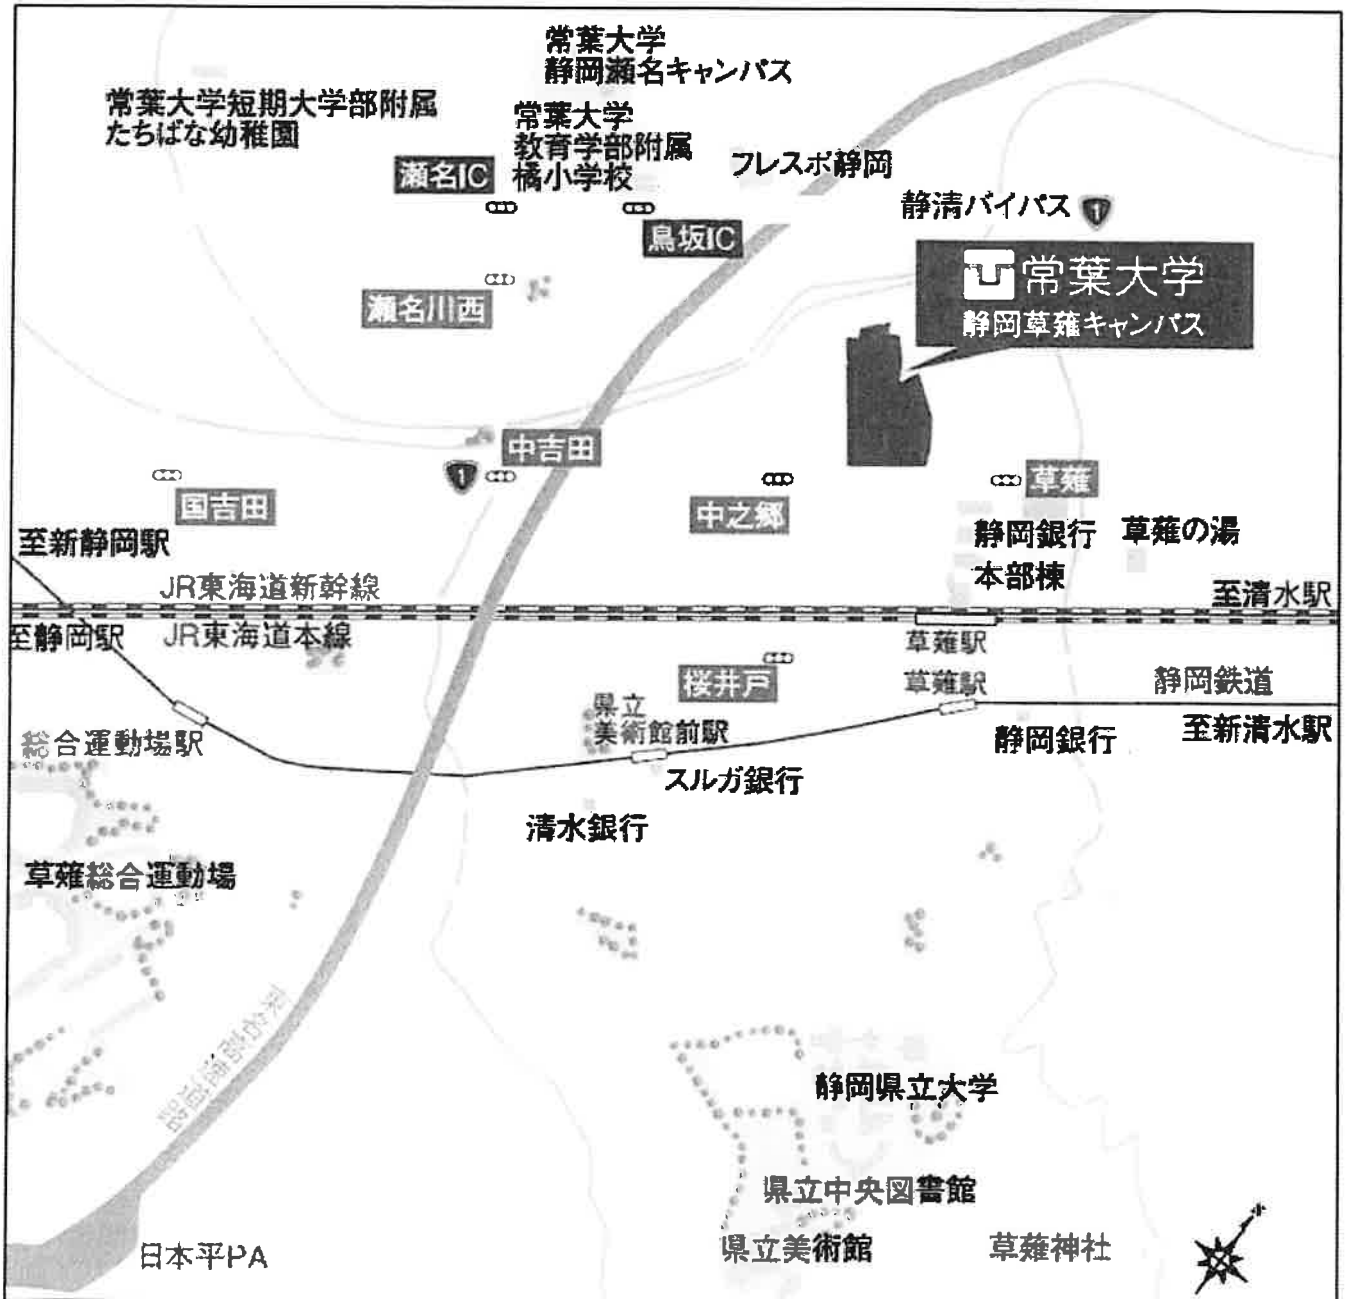 常葉大学
静岡瀬名キャンパス
常葉大学短期大学部附属
たちばな幼稚園
常葉大学
教育学部附属
橘小学校
瀬名IC
フレスポ静岡
静清バイパス
1
鳥坂IC
常葉大学
静岡草薙キャンパス
瀬名川西
中吉田
1
国吉田
中之郷
草薙
静岡銀行
本部棟
草薙の湯
至新静岡駅
JR東海道新幹線
至清水駅
至静岡駅
JR東海道本線
草薙駅
桜井戸
草薙駅
静岡鉄道
県立
美術館前駅
総合運動場駅
静岡銀行
至新清水駅
スルガ銀行
清水銀行
草薙総合運動場
東名高速道路
静岡県立大学
県立中央図書館
日本平PA
県立美術館
草薙神社